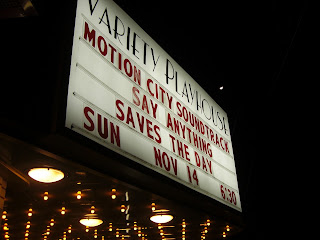 VARIETY PLAYHOUSE
MOTION CITY SOUNDTRACK
SAY ANYTHING
SAVES THE DAY
SUN NOV 14 6:30